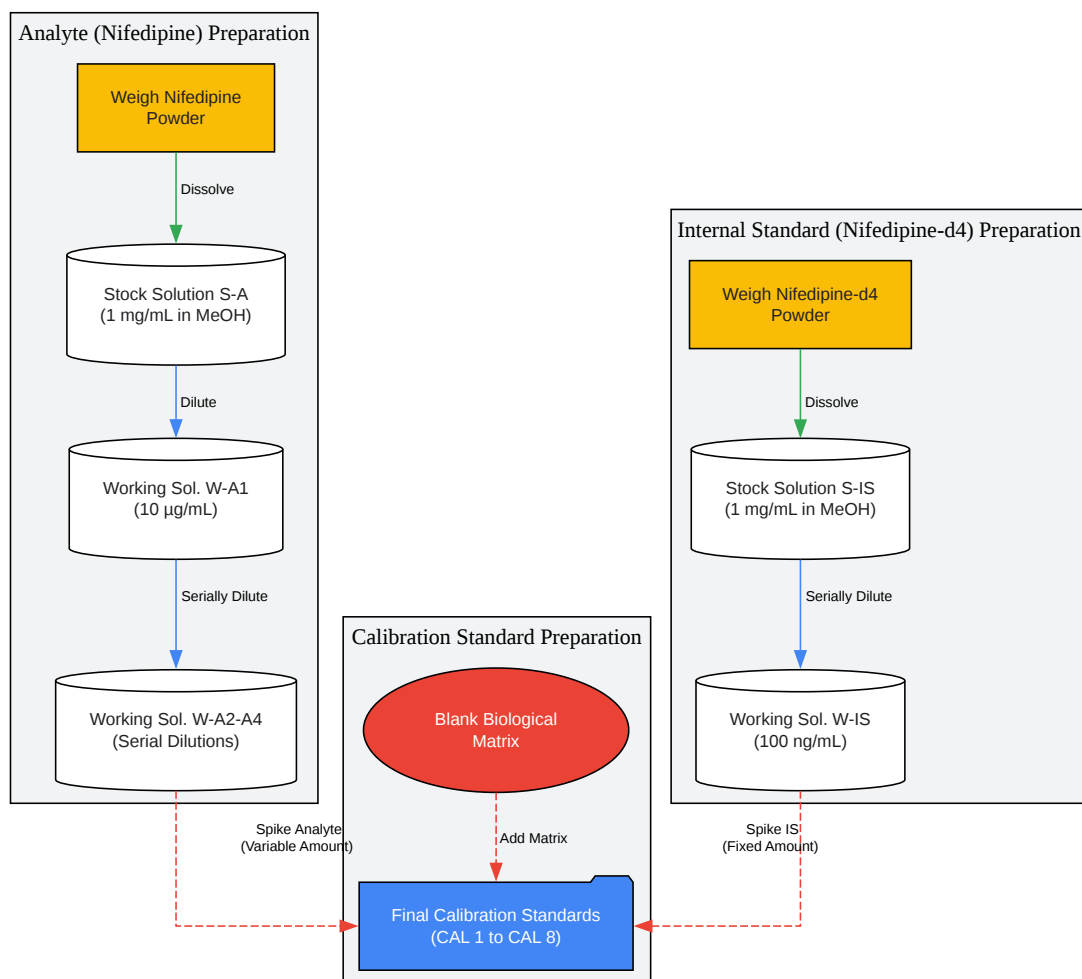 Analyte (Nifedipine) Preparation
Weigh Nifedipine
Powder
Dissolve
Stock Solution S-A
(1 mg/mL in MeOH)
Dilute
Working Sol. W-A1
(10 µg/mL)
Serially Dilute
Working Sol. W-A2-A4
(Serial Dilutions)
Spike Analyte
(Variable Amount)
Internal Standard (Nifedipine-d4) Preparation
Weigh Nifedipine-d4
Powder
Dissolve
Stock Solution S-IS
(1 mg/mL in MeOH)
Serially Dilute
Working Sol. W-IS
(100 ng/mL)
Spike IS
(Fixed Amount)
Calibration Standard Preparation
Blank Biological
Matrix
Add Matrix
Final Calibration Standards
(CAL 1 to CAL 8)